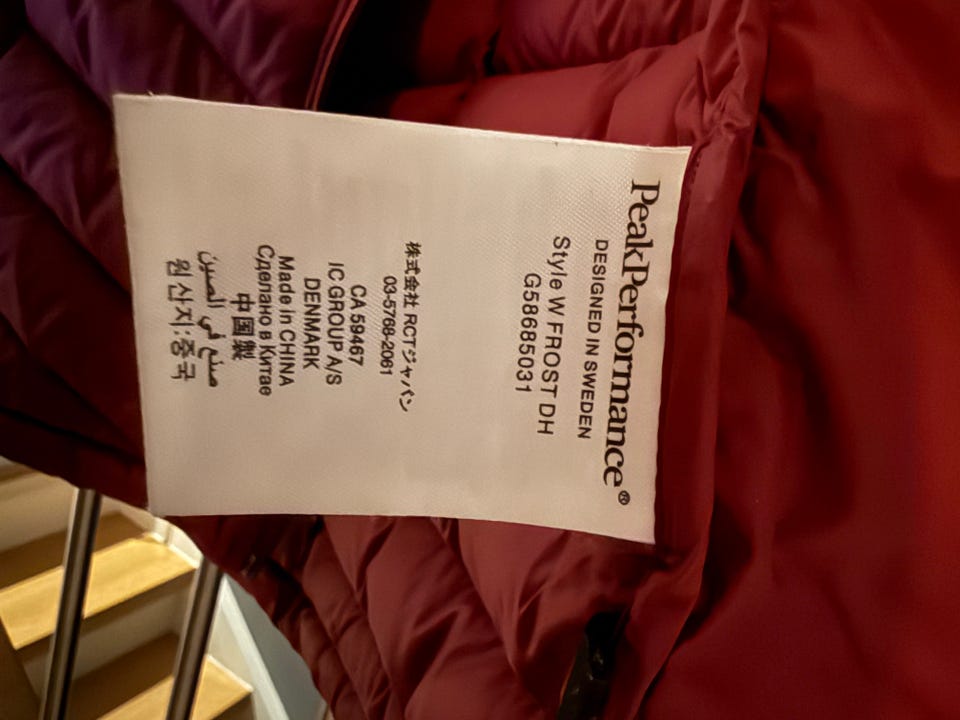 PeakPerformance®
DESIGNED IN SWEDEN
Style W FROST DH
G58685031
株式会社 RCTジャパン
03-5768-2061
CA 59467
IC GROUP A/S
DENMARK
Made in CHINA
Сделано в Китае
中国製
صنع في الصين
원산지:중국